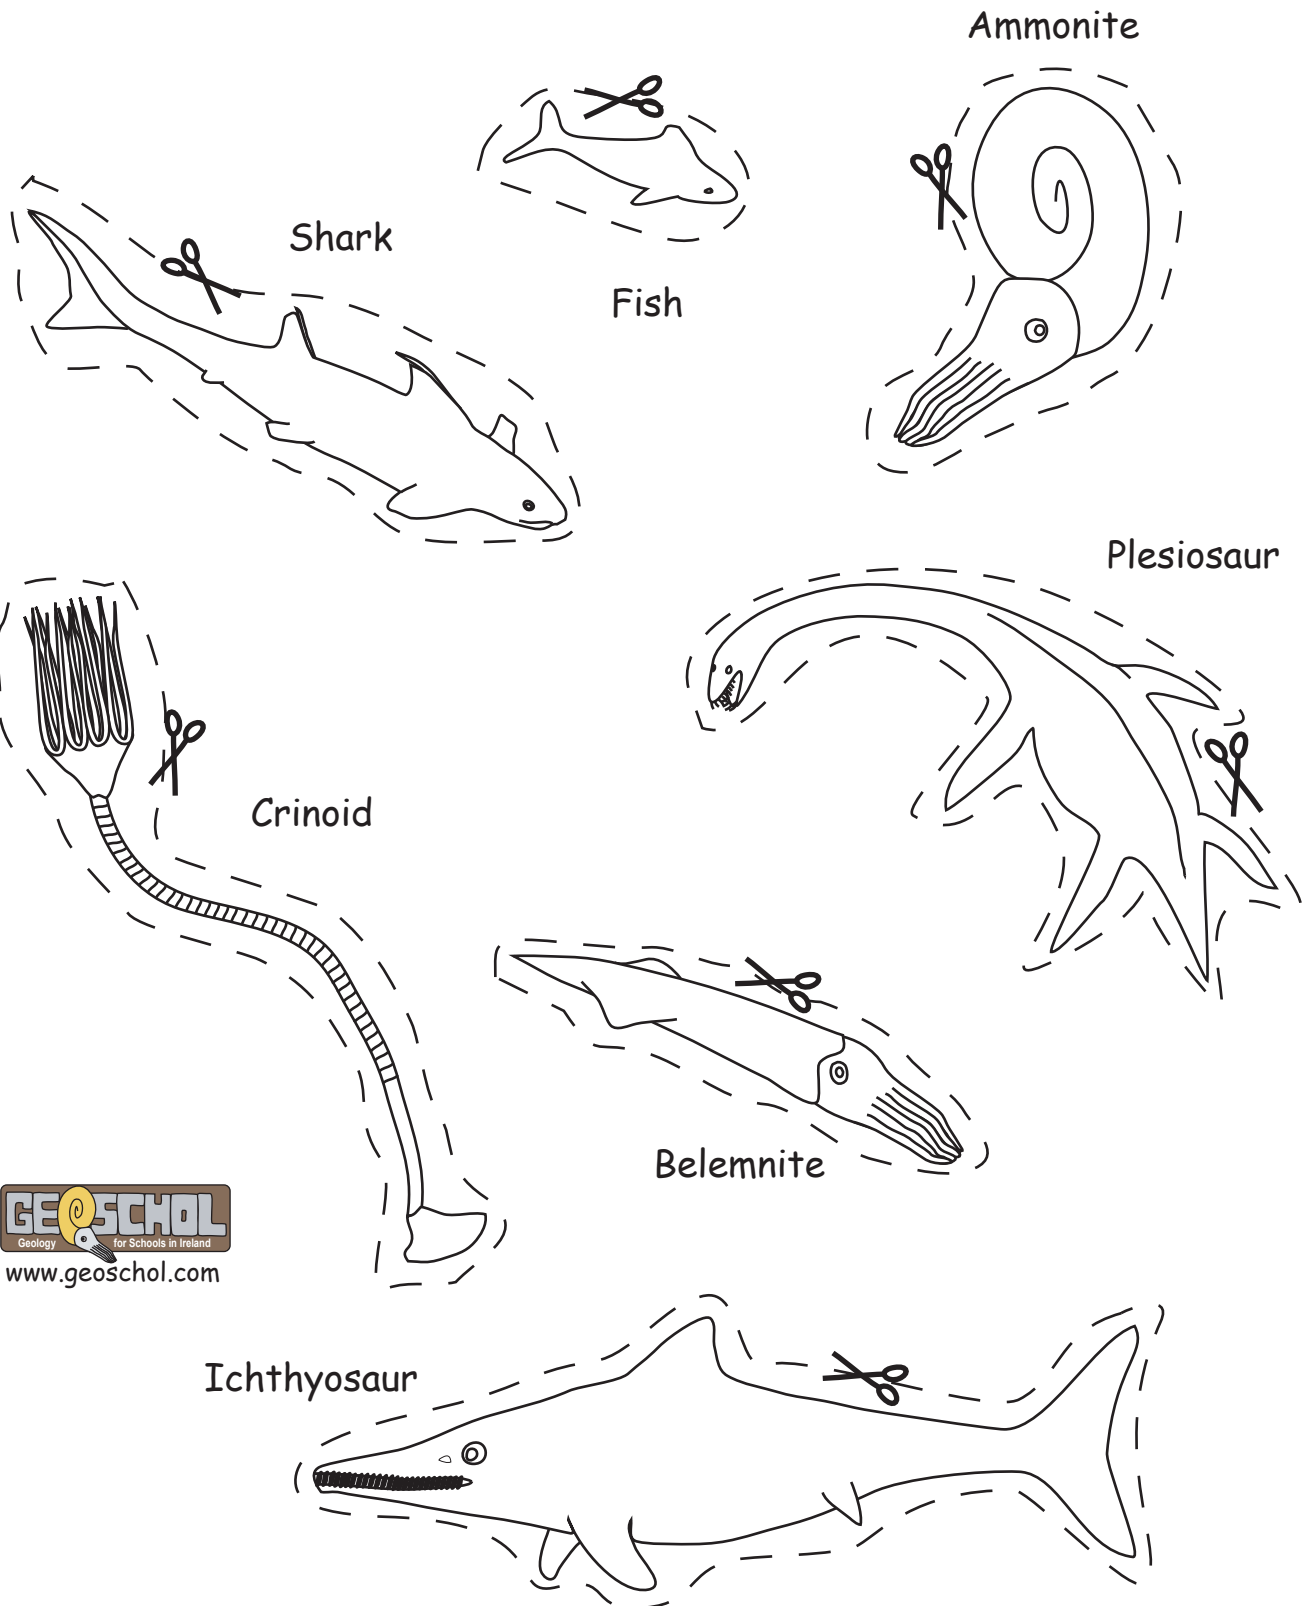 Ammonite
Shark
Fish
Plesiosaur
Crinoid
Belemnite
GEOSCHOL
Geology for Schools in Ireland
www.geoschol.com
Ichthyosaur